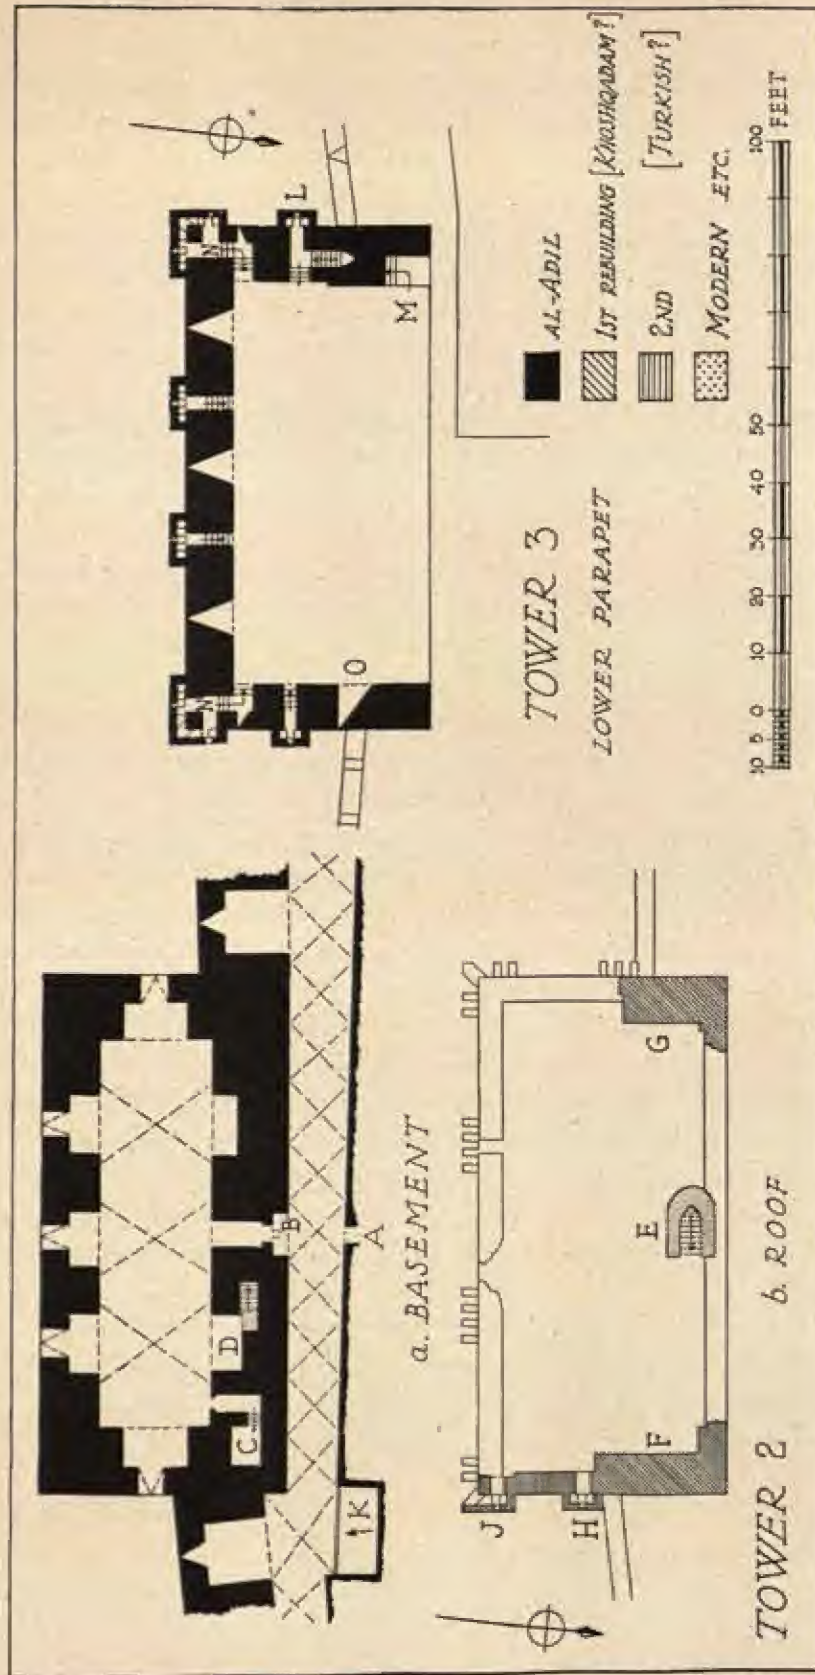 C
D
B
A
K
a. BASEMENT
J
H
F
E
G
TOWER 2
b. ROOF
N
N
L
M
O
TOWER 3
LOWER PARAPET
AL-ADIL
1ST REBUILDING [KHOSHQADAM?]
2ND [TURKISH?]
MODERN ETC.
10 5 0 10 20 30 40 50 100
FEET